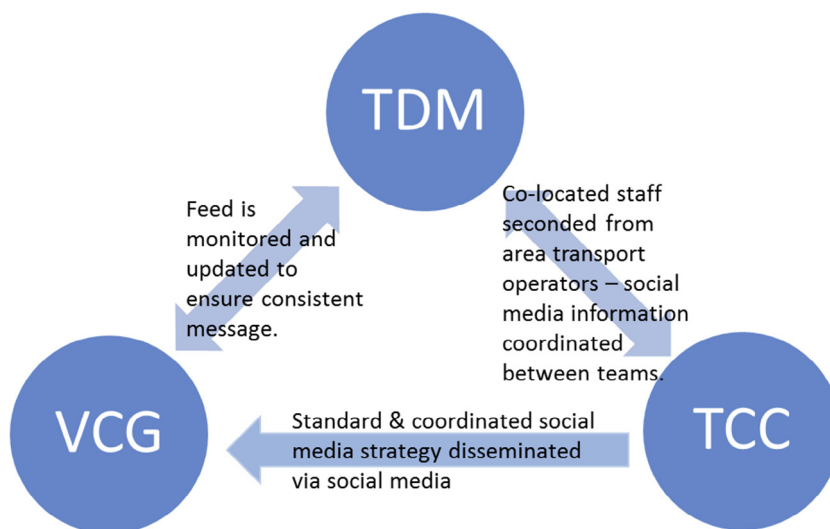 TDM
Feed is
monitored and
updated to
ensure consistent
message.
Co-located staff
seconded from
area transport
operators – social
media information
coordinated
between teams.
VCG
Standard & coordinated social
media strategy disseminated
via social media
TCC